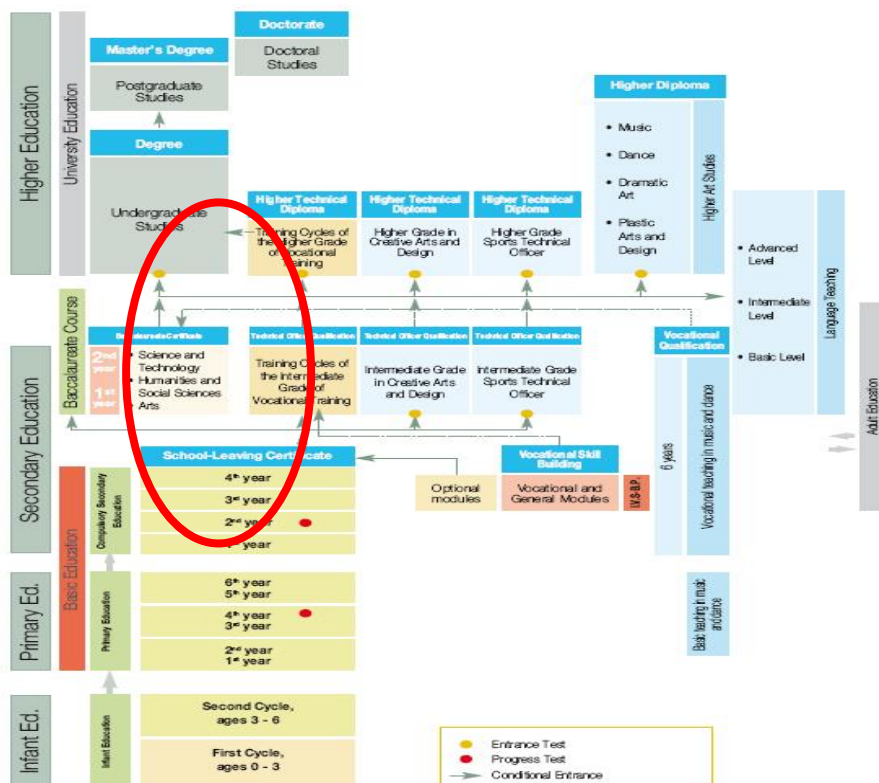 Doctorate
Doctoral
Studies
Master's Degree
Postgraduate
Studies
Degree
Undergraduate
Studies
Higher Education
University Education
Higher Diploma
• Music
• Dance
• Dramatic
Art
• Plastic
Arts and
Design
Higher Art Studies
Higher Technical
Diploma
Training Cycles of
the Higher Grade
of Vocational
Training
Higher Technical
Diploma
Higher Grade in
Creative Arts and
Design
Higher Technical
Diploma
Higher Grade
Sports Technical
Officer
• Advanced
Level
• Intermediate
Level
• Basic Level
Language Teaching
Adult Education
Secondary Education
Baccalaureate Course
Baccalaureate Certificate
2nd
year
1st
year
• Science and
Technology
• Humanities and
Social Sciences
• Arts
Technical Officer Qualification
Training Cycles of
the Intermediate
Grade of
Vocational Training
Technical Officer Qualification
Intermediate Grade
in Creative Arts
and Design
Technical Officer Qualification
Intermediate Grade
Sports Technical
Officer
Vocational
Qualification
6 years
Vocational teaching in music and dance
School-Leaving Certificate
4th year
3rd year
2nd year
year
Compulsory Secondary
Education
Basic Education
Optional
modules
Vocational Skill
Building
Vocational and
General Modules
I.V.S.B.P.
Primary Ed.
Primary Education
6th year
5th year
4th year
3rd year
2nd year
1st year
Basic teaching in music
and dance
Infant Ed.
Infant Education
Second Cycle,
ages 3 - 6
First Cycle,
ages 0 - 3
Entrance Test
Progress Test
Conditional Entrance